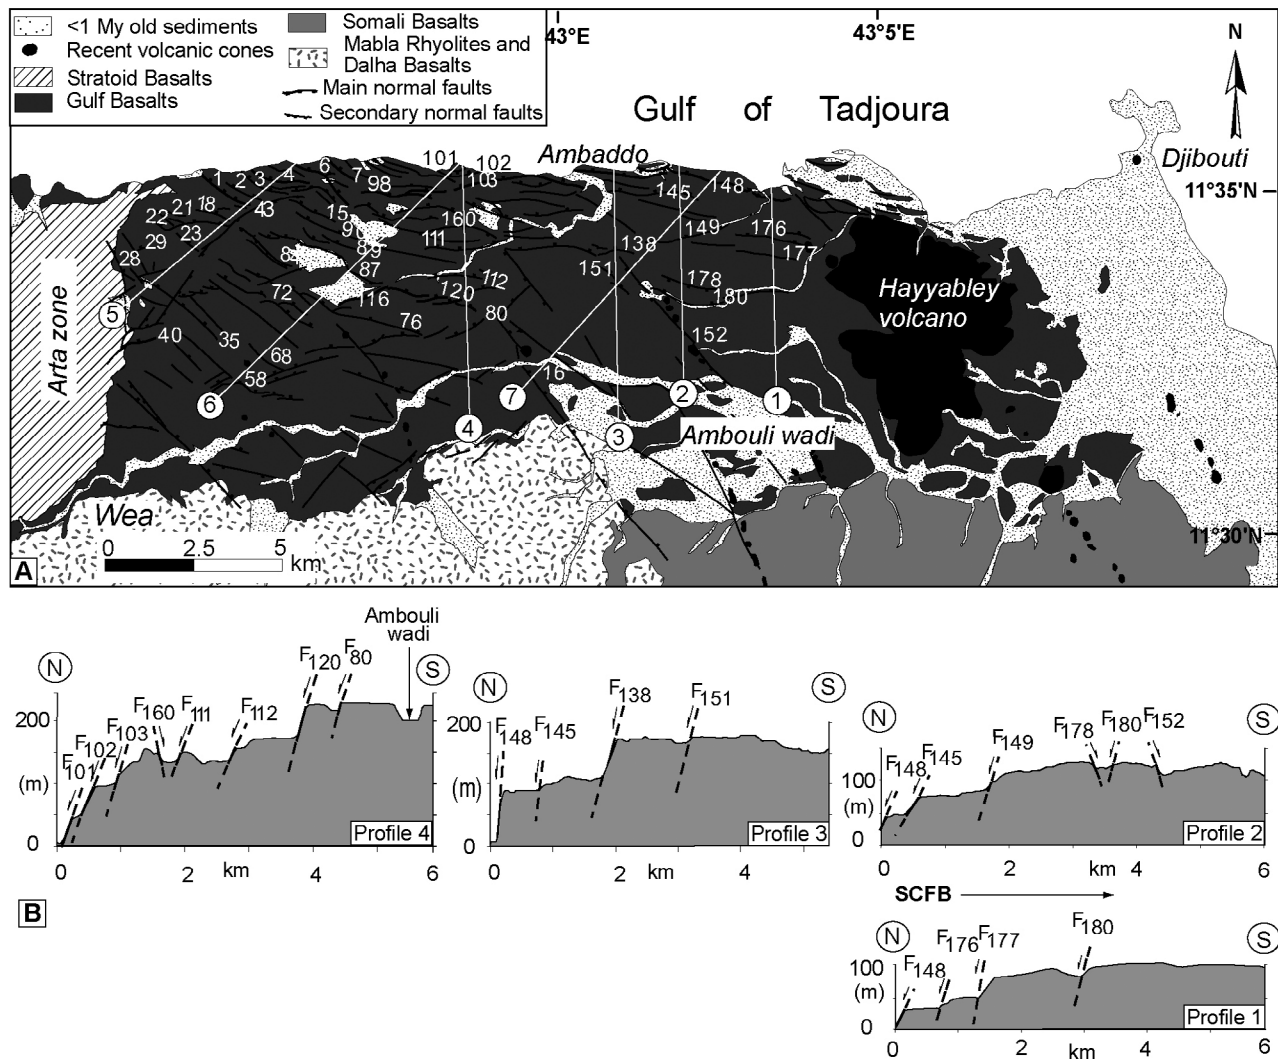 <1 My old sediments
Recent volcanic cones
Stratoid Basalts
Gulf Basalts
Somali Basalts
Mabla Rhyolites and
Dalha Basalts
Main normal faults
Secondary normal faults
43°E
43°5'E
N
Gulf of Tadjoura
Ambaddo
Djibouti
11°35'N
11°30'N
Arta zone
Hayyabley
volcano
Ambouli wadi
Wea
0 2.5 5
km
A
1 2 3 4 6 7 98 101 102 103
22 21 18 43 15 160 145 148
29 23 111 138 149 176
28 87 151 177
72 116 120 112 178 180
40 35 76 80 152
68 58 16
5 6 7 4 3 2 1
B
Ambouli
wadi
N S
200
(m)
0
F101 F102 F103 F160 F111 F112 F120 F80
Profile 4
0 2 km 4 6
N S
200
(m)
0
F148 F145 F138 F151
Profile 3
0 2 km 4
N S
100
(m)
0
F148 F145 F149 F178 F180 F152
Profile 2
0 2 km 4 6
SCFB
N S
100
(m)
0
F148 F176 F177 F180
Profile 1
0 2 4 6